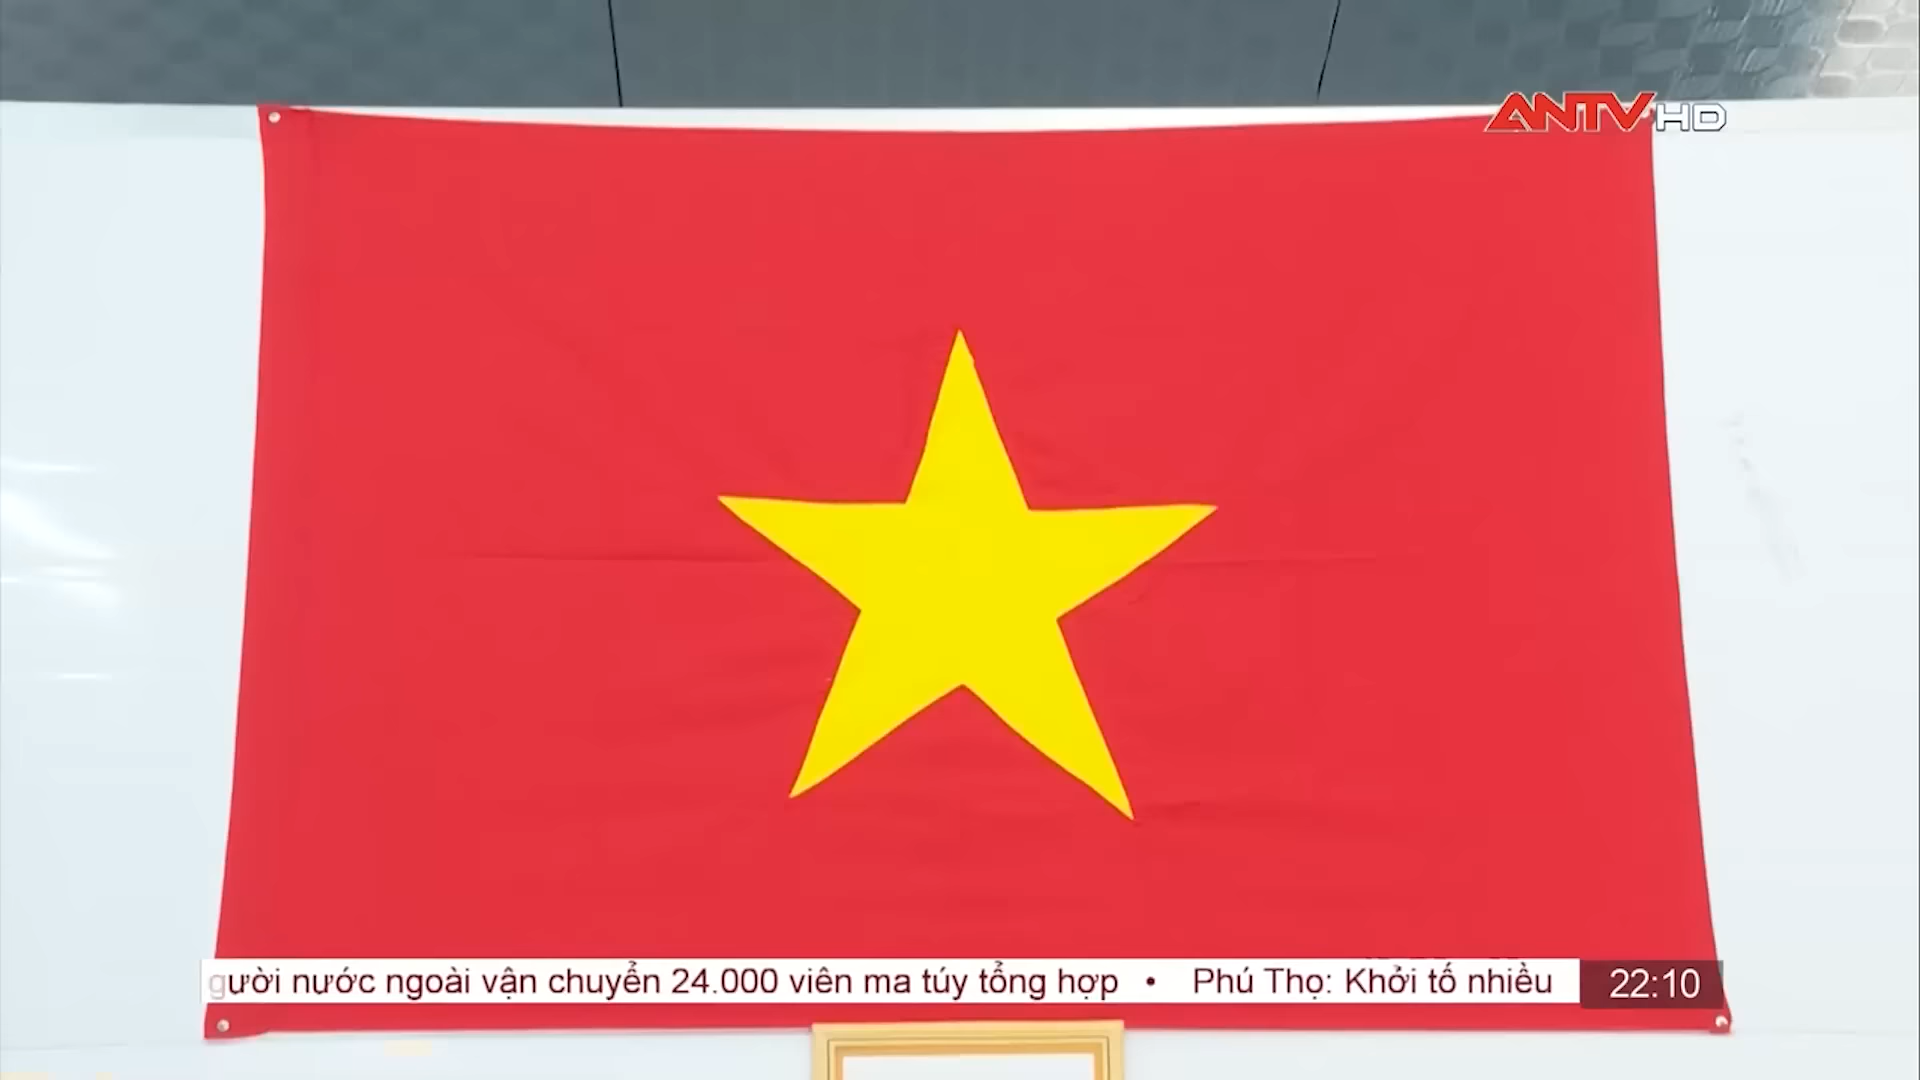 ANTV HD
gười nước ngoài vận chuyển 24.000 viên ma túy tổng hợp • Phú Thọ: Khởi tố nhiều
22:10